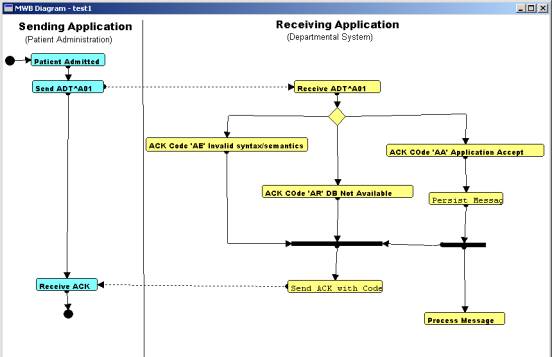 MWB Diagram - test1
Sending Application
(Patient Administration)
Receiving Application
(Departmental System)
Patient Admitted
Send ADT^A01
Receive ADT^A01
ACK Code 'AE' Invalid syntax/semantics
ACK COde 'AA' Application Accept
ACK COde 'AR' DB Not Available
Persist Messag
Receive ACK
Send ACK with Code
Process Message